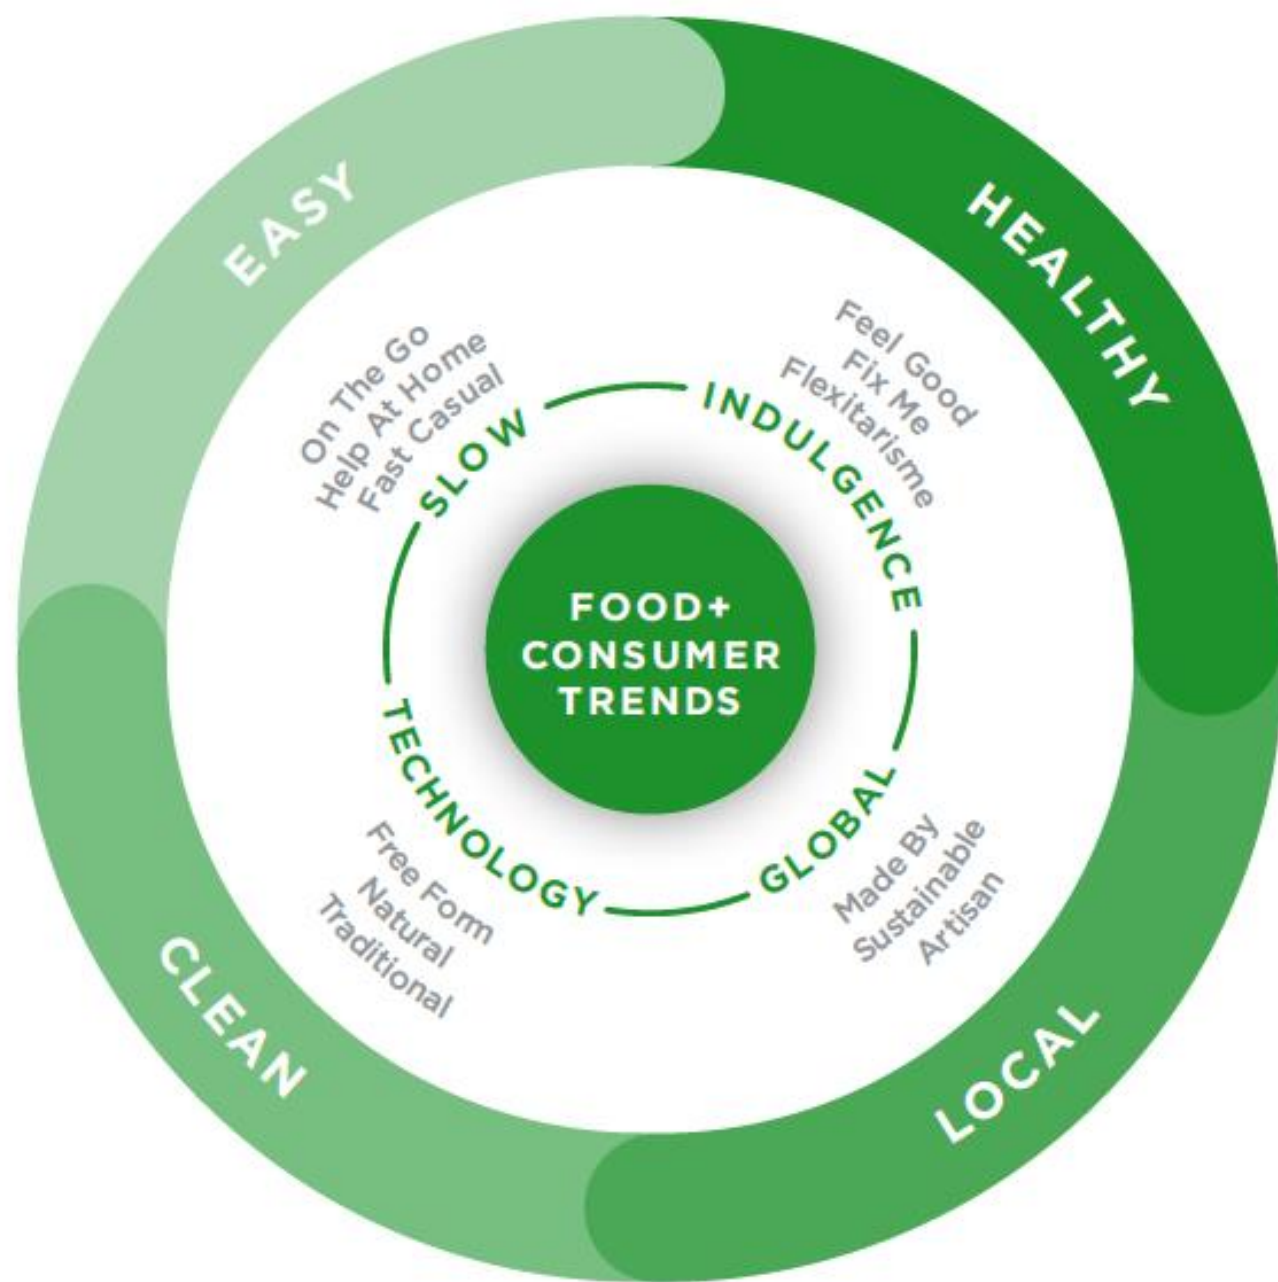 EASY
HEALTHY
On The Go
Help At Home
Fast Casual
Feel Good
Fix Me
Flexitarisme
SLOW
INDULGENCE
FOOD+
CONSUMER
TRENDS
TECHNOLOGY
GLOBAL
Free Form
Natural
Traditional
Made By
Sustainable
Artisan
CLEAN
LOCAL